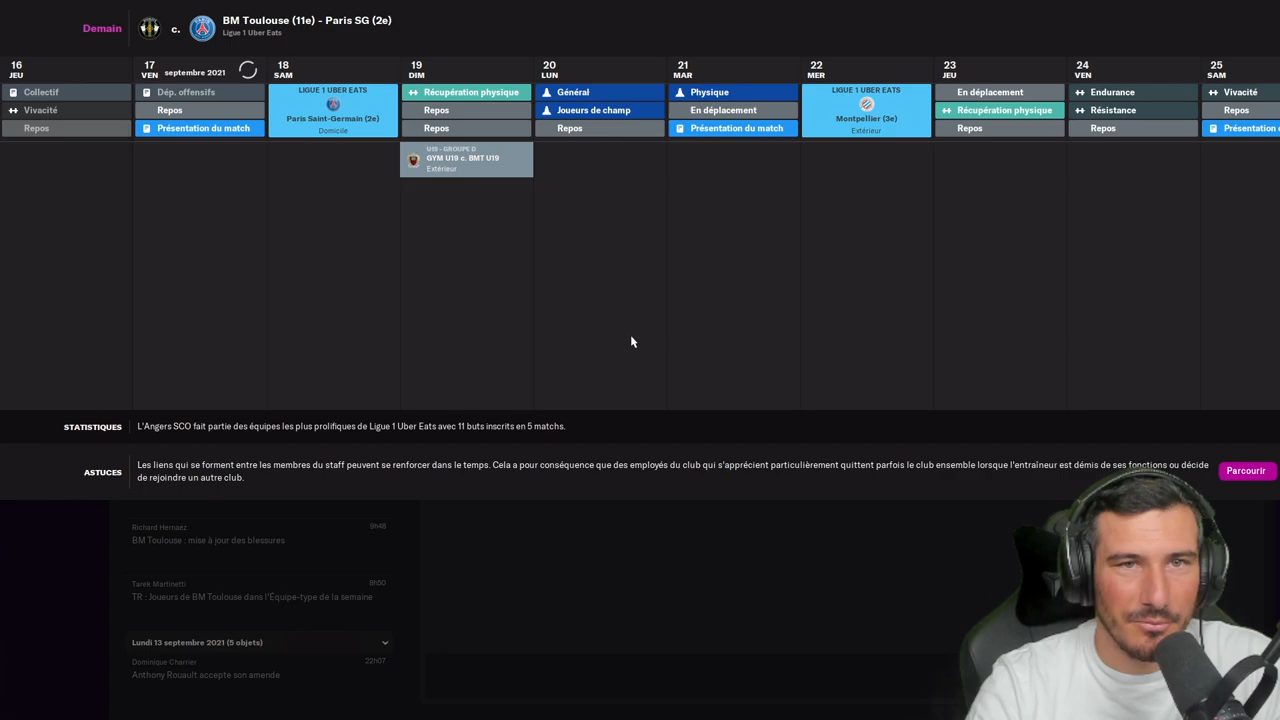 Demain
c.
BM Toulouse (11e) - Paris SG (2e)
Ligue 1 Uber Eats
16
JEU
17
VEN
septembre 2021
18
SAM
19
DIM
20
LUN
21
MAR
22
MER
23
JEU
24
VEN
25
SAM
Collectif
Vivacité
Repos
Dép. offensifs
Repos
Présentation du match
LIGUE 1 UBER EATS
Paris Saint-Germain (2e)
Domicile
Récupération physique
Repos
Repos
U19 - GROUPE D
GYM U19 c. BMT U19
Extérieur
Général
Joueurs de champ
Repos
Physique
En déplacement
Présentation du match
LIGUE 1 UBER EATS
Montpellier (3e)
Extérieur
En déplacement
Récupération physique
Repos
Endurance
Résistance
Repos
Vivacité
Repos
Présentation d
STATISTIQUES
L'Angers SCO fait partie des équipes les plus prolifiques de Ligue 1 Uber Eats avec 11 buts inscrits en 5 matchs.
ASTUCES
Les liens qui se forment entre les membres du staff peuvent se renforcer dans le temps. Cela a pour conséquence que des employés du club qui s'apprécient particulièrement quittent parfois le club ensemble lorsque l'entraîneur est démis de ses fonctions ou décide
de rejoindre un autre club.
Parcourir
Richard Hernaez
9h48
BM Toulouse : mise à jour des blessures
Tarek Martinetti
8h50
TR : Joueurs de BM Toulouse dans l'Équipe-type de la semaine
Lundi 13 septembre 2021 (5 objets)
Dominique Charrier
22h07
Anthony Rouault accepte son amende